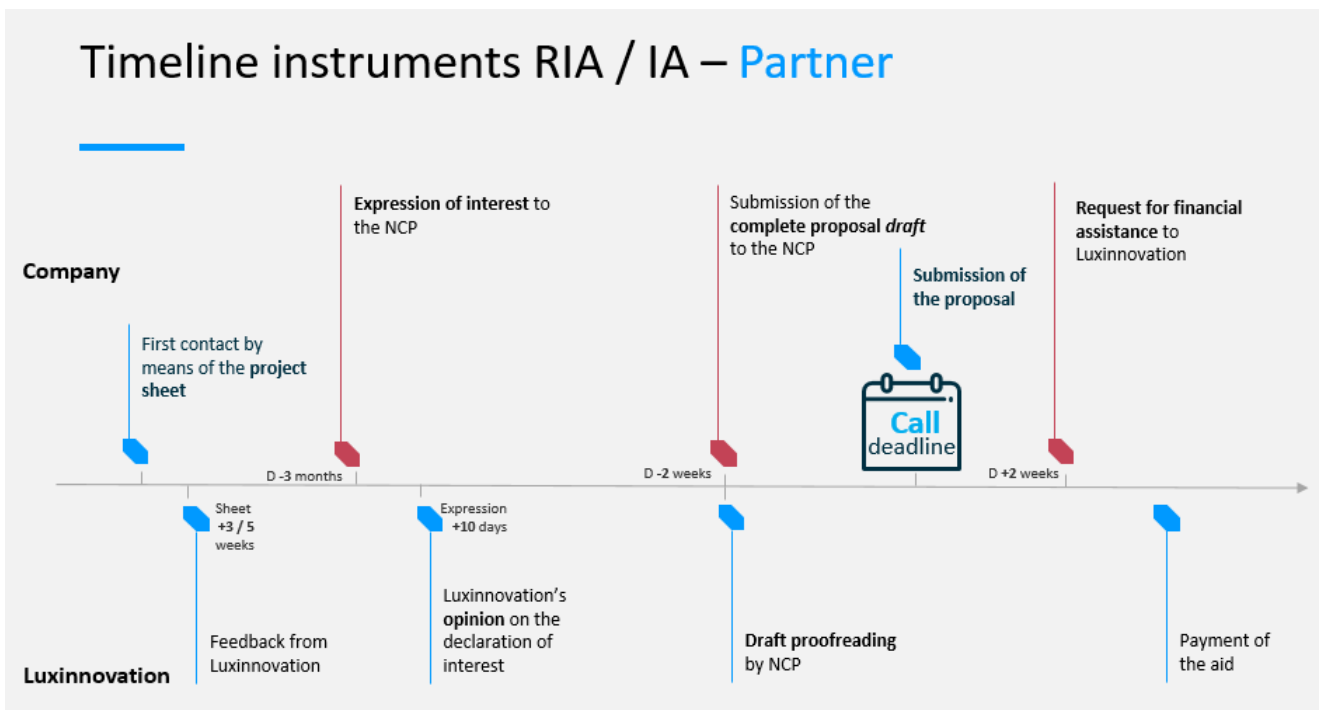 Timeline instruments RIA / IA – Partner
Company
First contact by
means of the project
sheet
Expression of interest to
the NCP
Submission of the
complete proposal draft
to the NCP
Submission of
the proposal
Request for financial
assistance to
Luxinnovation
Call
deadline
D -3 months
D -2 weeks
D +2 weeks
Sheet
+3 / 5
weeks
Expression
+10 days
Luxinnovation
Feedback from
Luxinnovation
Luxinnovation’s
opinion on the
declaration of
interest
Draft proofreading
by NCP
Payment of
the aid